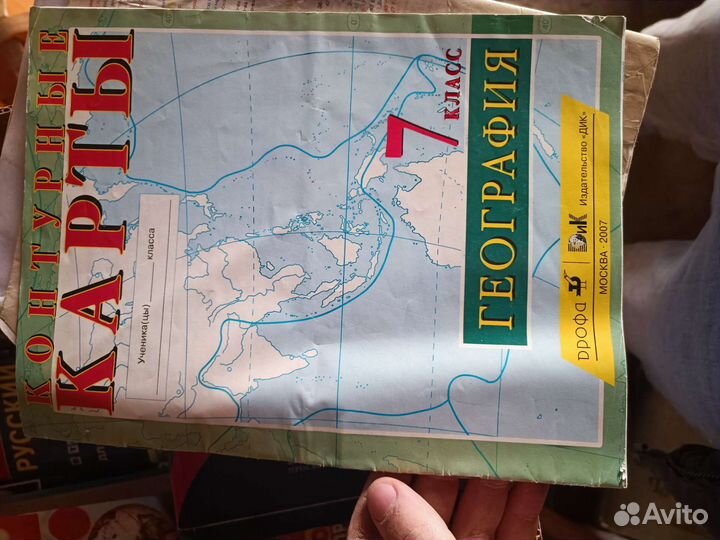 КОНТУРНЫЕ
КАРТЫ
Ученика(цы)
класса
7
КЛАСС
ГЕОГРАФИЯ
дрофа
ДиК
Издательство «ДИК»
МОСКВА · 2007
РУССКИЙ
Avito